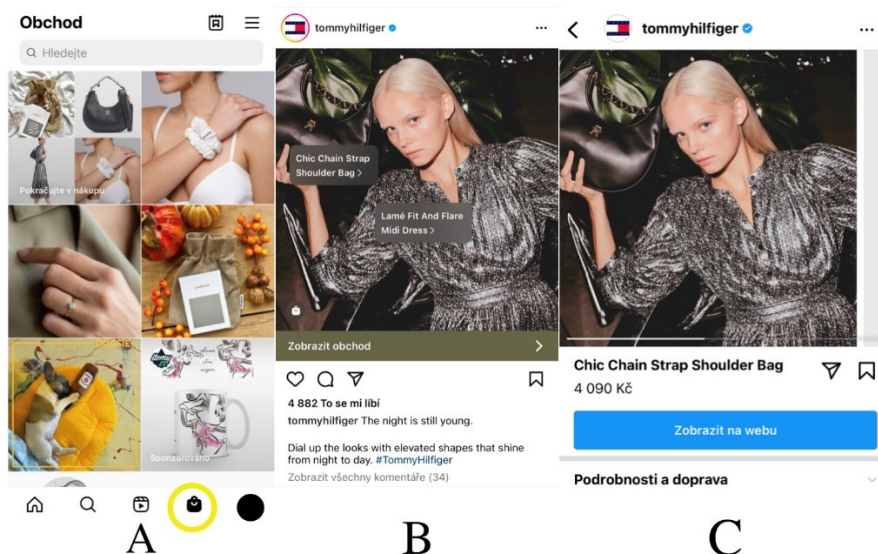 Obchod
Hledejte
Pokračujte v nákupu
Sponzorováno
A
tommyhilfiger
Chic Chain Strap
Shoulder Bag >
Lamé Fit And Flare
Midi Dress >
Zobrazit obchod
4 882 To se mi líbí
tommyhilfiger The night is still young.
Dial up the looks with elevated shapes that shine
from night to day. #TommyHilfiger
Zobrazit všechny komentáře (34)
B
tommyhilfiger
Chic Chain Strap Shoulder Bag
4 090 Kč
Zobrazit na webu
Podrobnosti a doprava
C